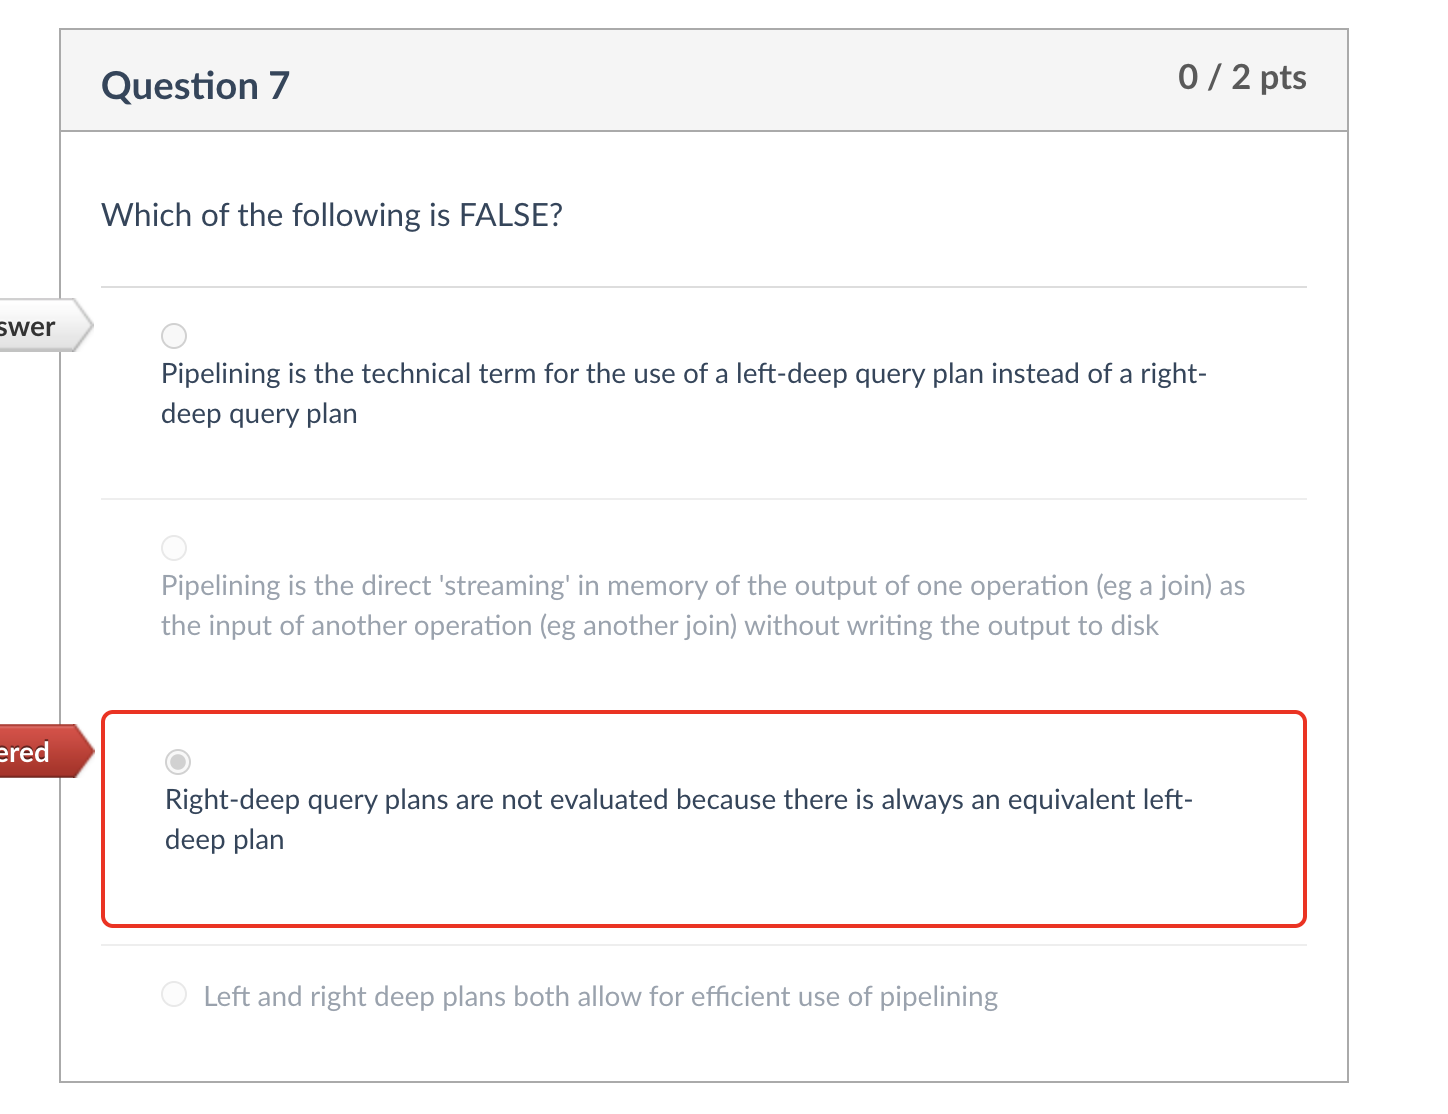 Question 7
0 / 2 pts
Which of the following is FALSE?
swer
Pipelining is the technical term for the use of a left-deep query plan instead of a right-
deep query plan
Pipelining is the direct 'streaming' in memory of the output of one operation (eg a join) as
the input of another operation (eg another join) without writing the output to disk
ered
Right-deep query plans are not evaluated because there is always an equivalent left-
deep plan
Left and right deep plans both allow for efficient use of pipelining